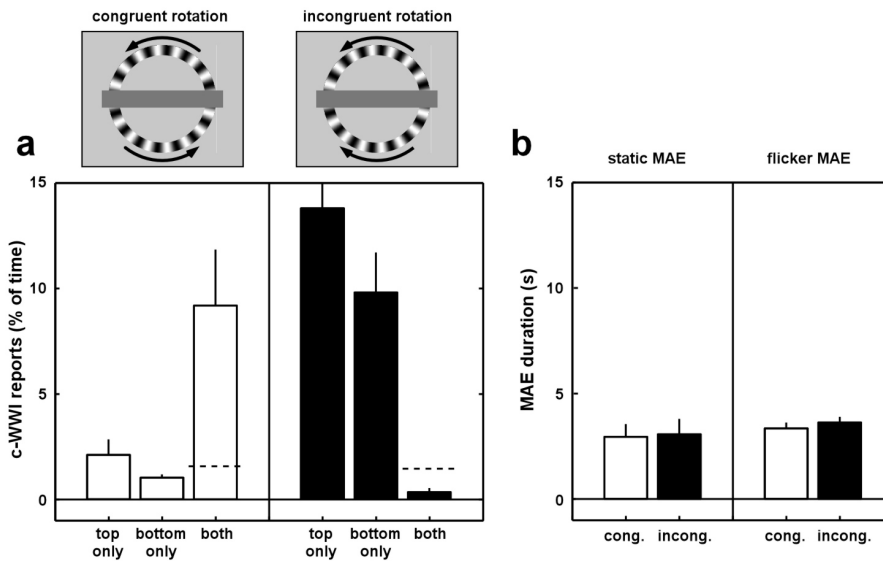 congruent rotation
incongruent rotation
a
b
static MAE
flicker MAE
c-WWI reports (% of time)
15
10
5
0
top only
bottom only
both
top only
bottom only
both
MAE duration (s)
15
10
5
0
cong.
incong.
cong.
incong.